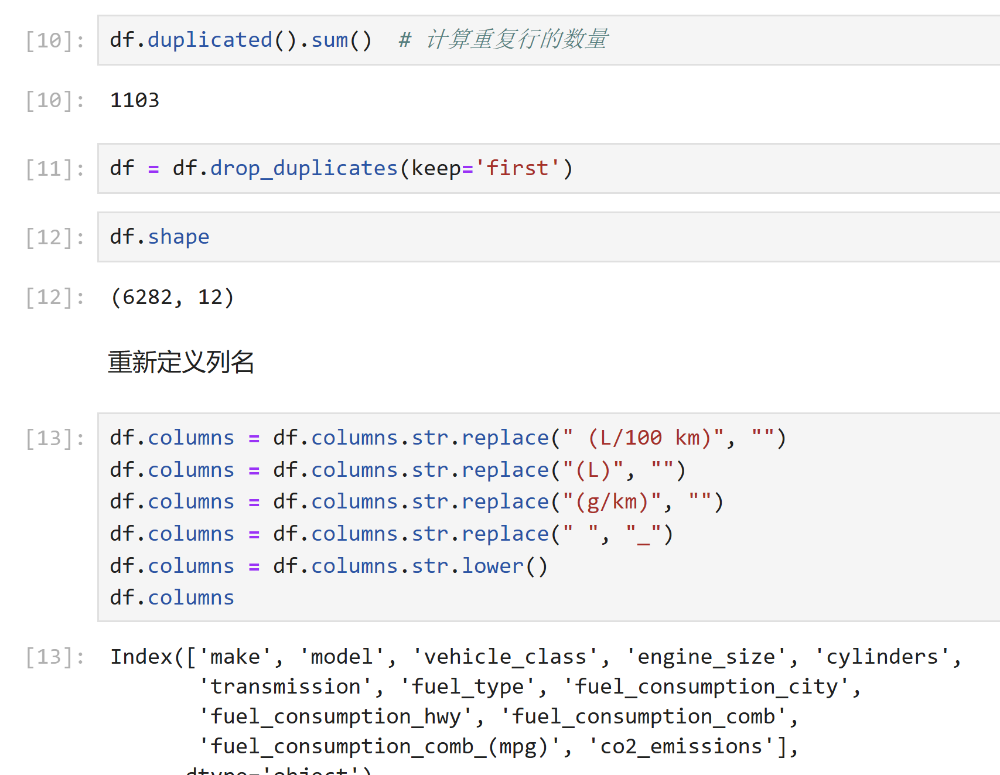 [10]: df.duplicated().sum()  # 计算重复行的数量
[10]: 1103
[11]: df = df.drop_duplicates(keep='first')
[12]: df.shape
[12]: (6282, 12)
重新定义列名
[13]: df.columns = df.columns.str.replace(" (L/100 km)", "")
df.columns = df.columns.str.replace("(L)", "")
df.columns = df.columns.str.replace("(g/km)", "")
df.columns = df.columns.str.replace(" ", "_")
df.columns = df.columns.str.lower()
df.columns
[13]: Index(['make', 'model', 'vehicle_class', 'engine_size', 'cylinders',
'transmission', 'fuel_type', 'fuel_consumption_city',
'fuel_consumption_hwy', 'fuel_consumption_comb',
'fuel_consumption_comb_(mpg)', 'co2_emissions'],
dtype='object')